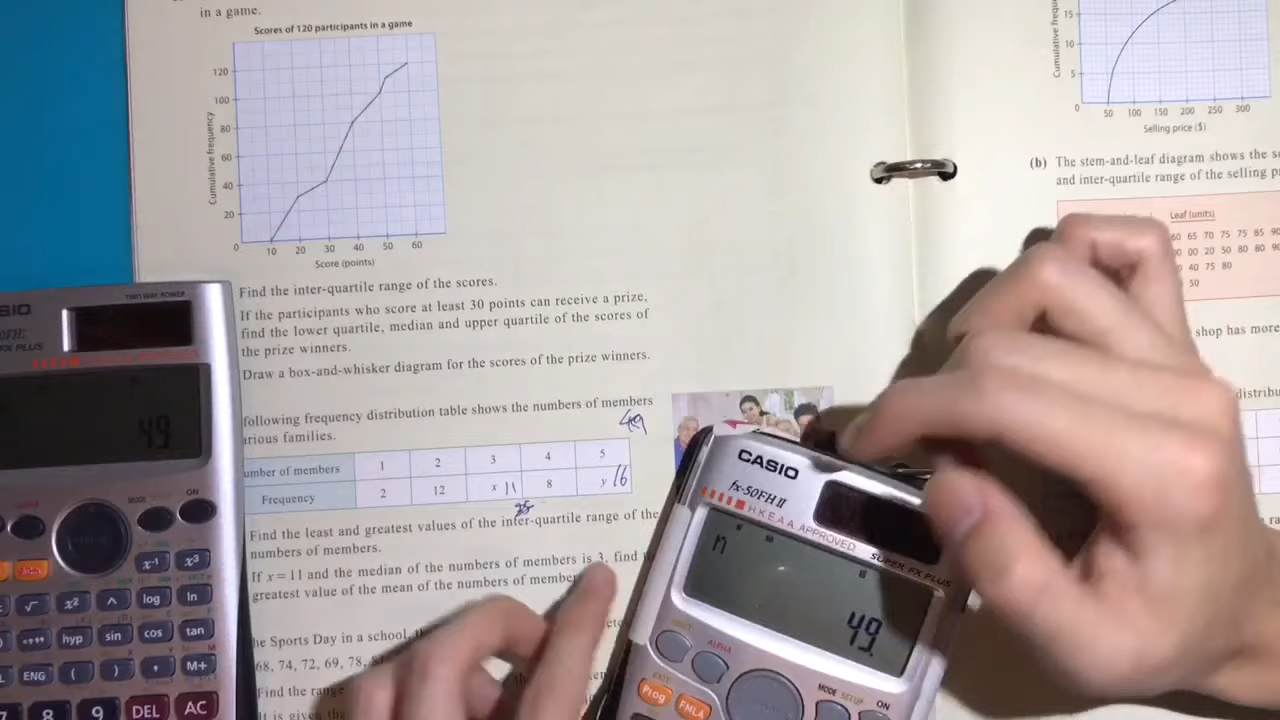 in a game.
Scores of 120 participants in a game
Cumulative frequency
120
100
80
60
40
20
0
10 20 30 40 50 60
Score (points)
Find the inter-quartile range of the scores.
If the participants who score at least 30 points can receive a prize,
find the lower quartile, median and upper quartile of the scores of
the prize winners.
Draw a box-and-whisker diagram for the scores of the prize winners.
following frequency distribution table shows the numbers of members
49
families.
1 2 3 4 5
Frequency 2 12 x 11 8 y 16
Find the least and greatest values of the inter-quartile range of the
numbers of members.
If x = 11 and the median of the numbers of members is 3, find
greatest value of the mean of the numbers of
Sports Day in a school,
68, 74, 72, 69, 78,
Find the range
It is given
15
10
5
0
50 100 150 200 250 300
Selling price ($)
(b) The stem-and-leaf diagram shows the
and inter-quartile range of the selling
Leaf (units)
60 65 70 75 75 85 90
00 20 50 80 80
40 75 80
50
shop has more
TWO WAY POWER
49
MODE ON
x-1 x3
√ x2 ^ log ln
hyp sin cos tan
ENG ( ) , M+
8 9 DEL AC
CASIO
fx-50FH II
H.K.E.A.A. APPROVED
SUPER FX PLUS
n
49
SHIFT ALPHA
MODE SETUP ON
EXIT
Prog FMLA